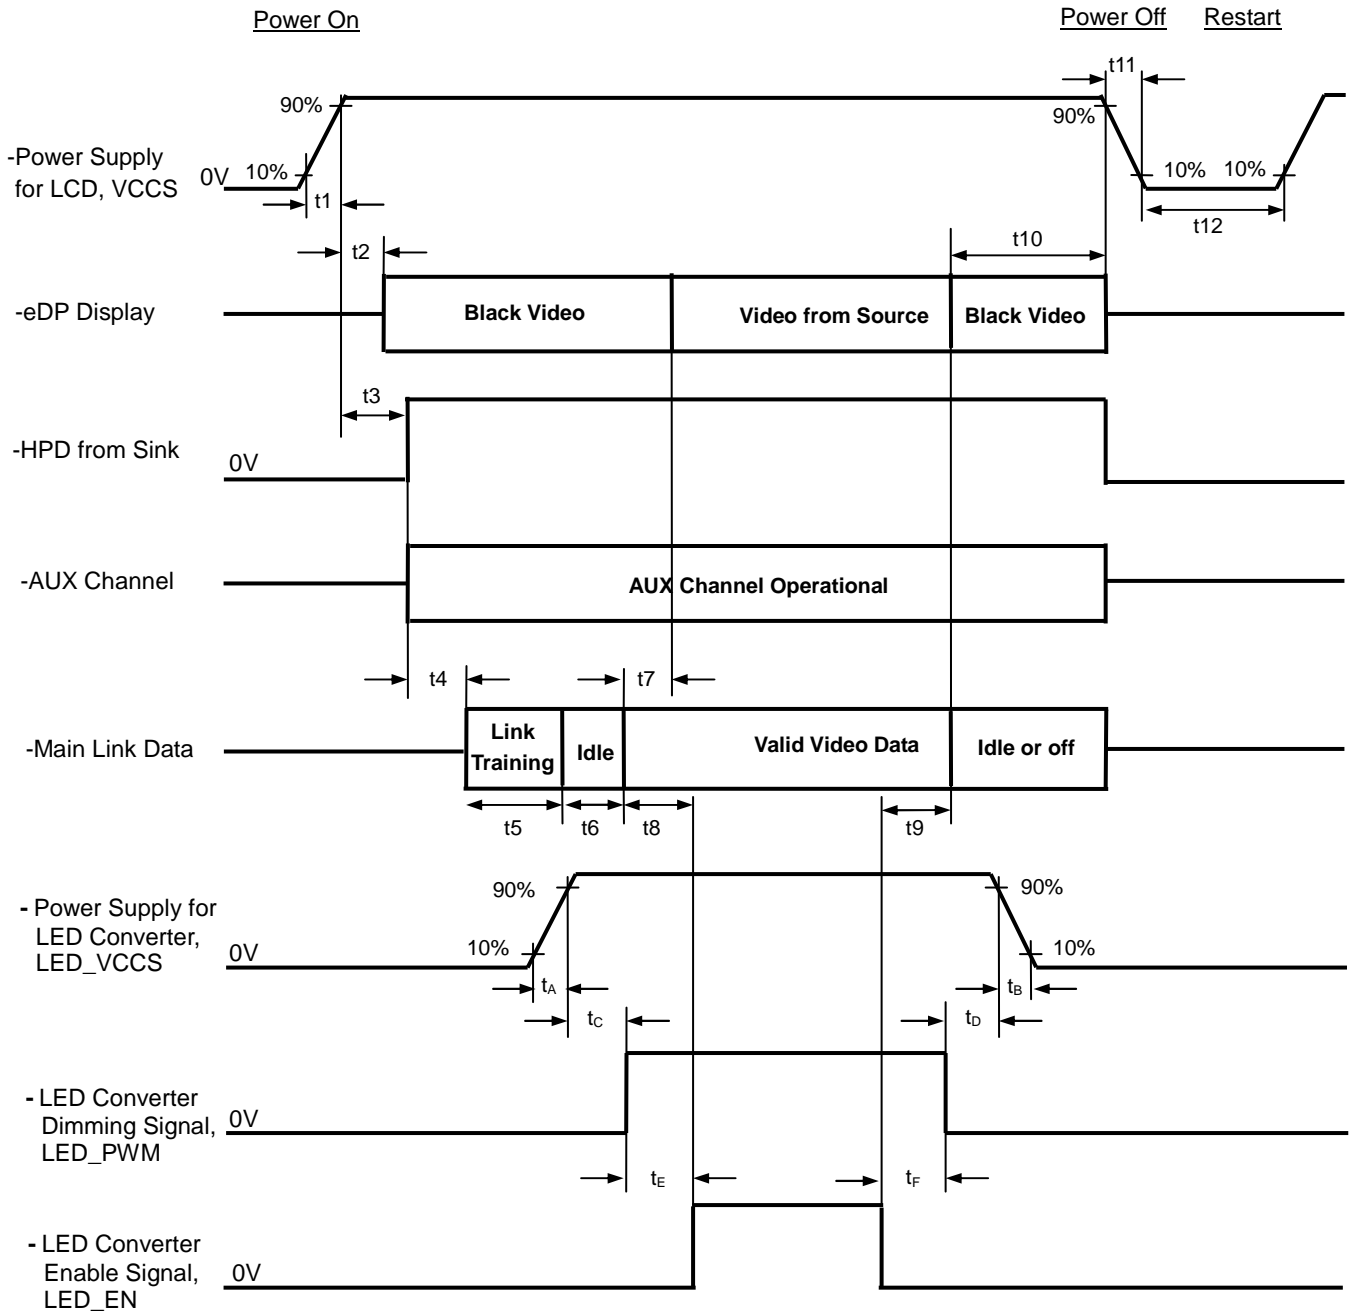 Power On
Power Off
Restart
t11
90%
90%
-Power Supply
for LCD, VCCS
0V
10%
10%
10%
t1
t12
t2
t10
-eDP Display
Black Video
Video from Source
Black Video
t3
-HPD from Sink
0V
-AUX Channel
AUX Channel Operational
t4
t7
-Main Link Data
Link
Training
Idle
Valid Video Data
Idle or off
t5
t6
t8
t9
90%
90%
- Power Supply for
LED Converter,
LED_VCCS
0V
10%
10%
tA
tB
tC
tD
- LED Converter
Dimming Signal,
LED_PWM
0V
tE
tF
- LED Converter
Enable Signal,
LED_EN
0V